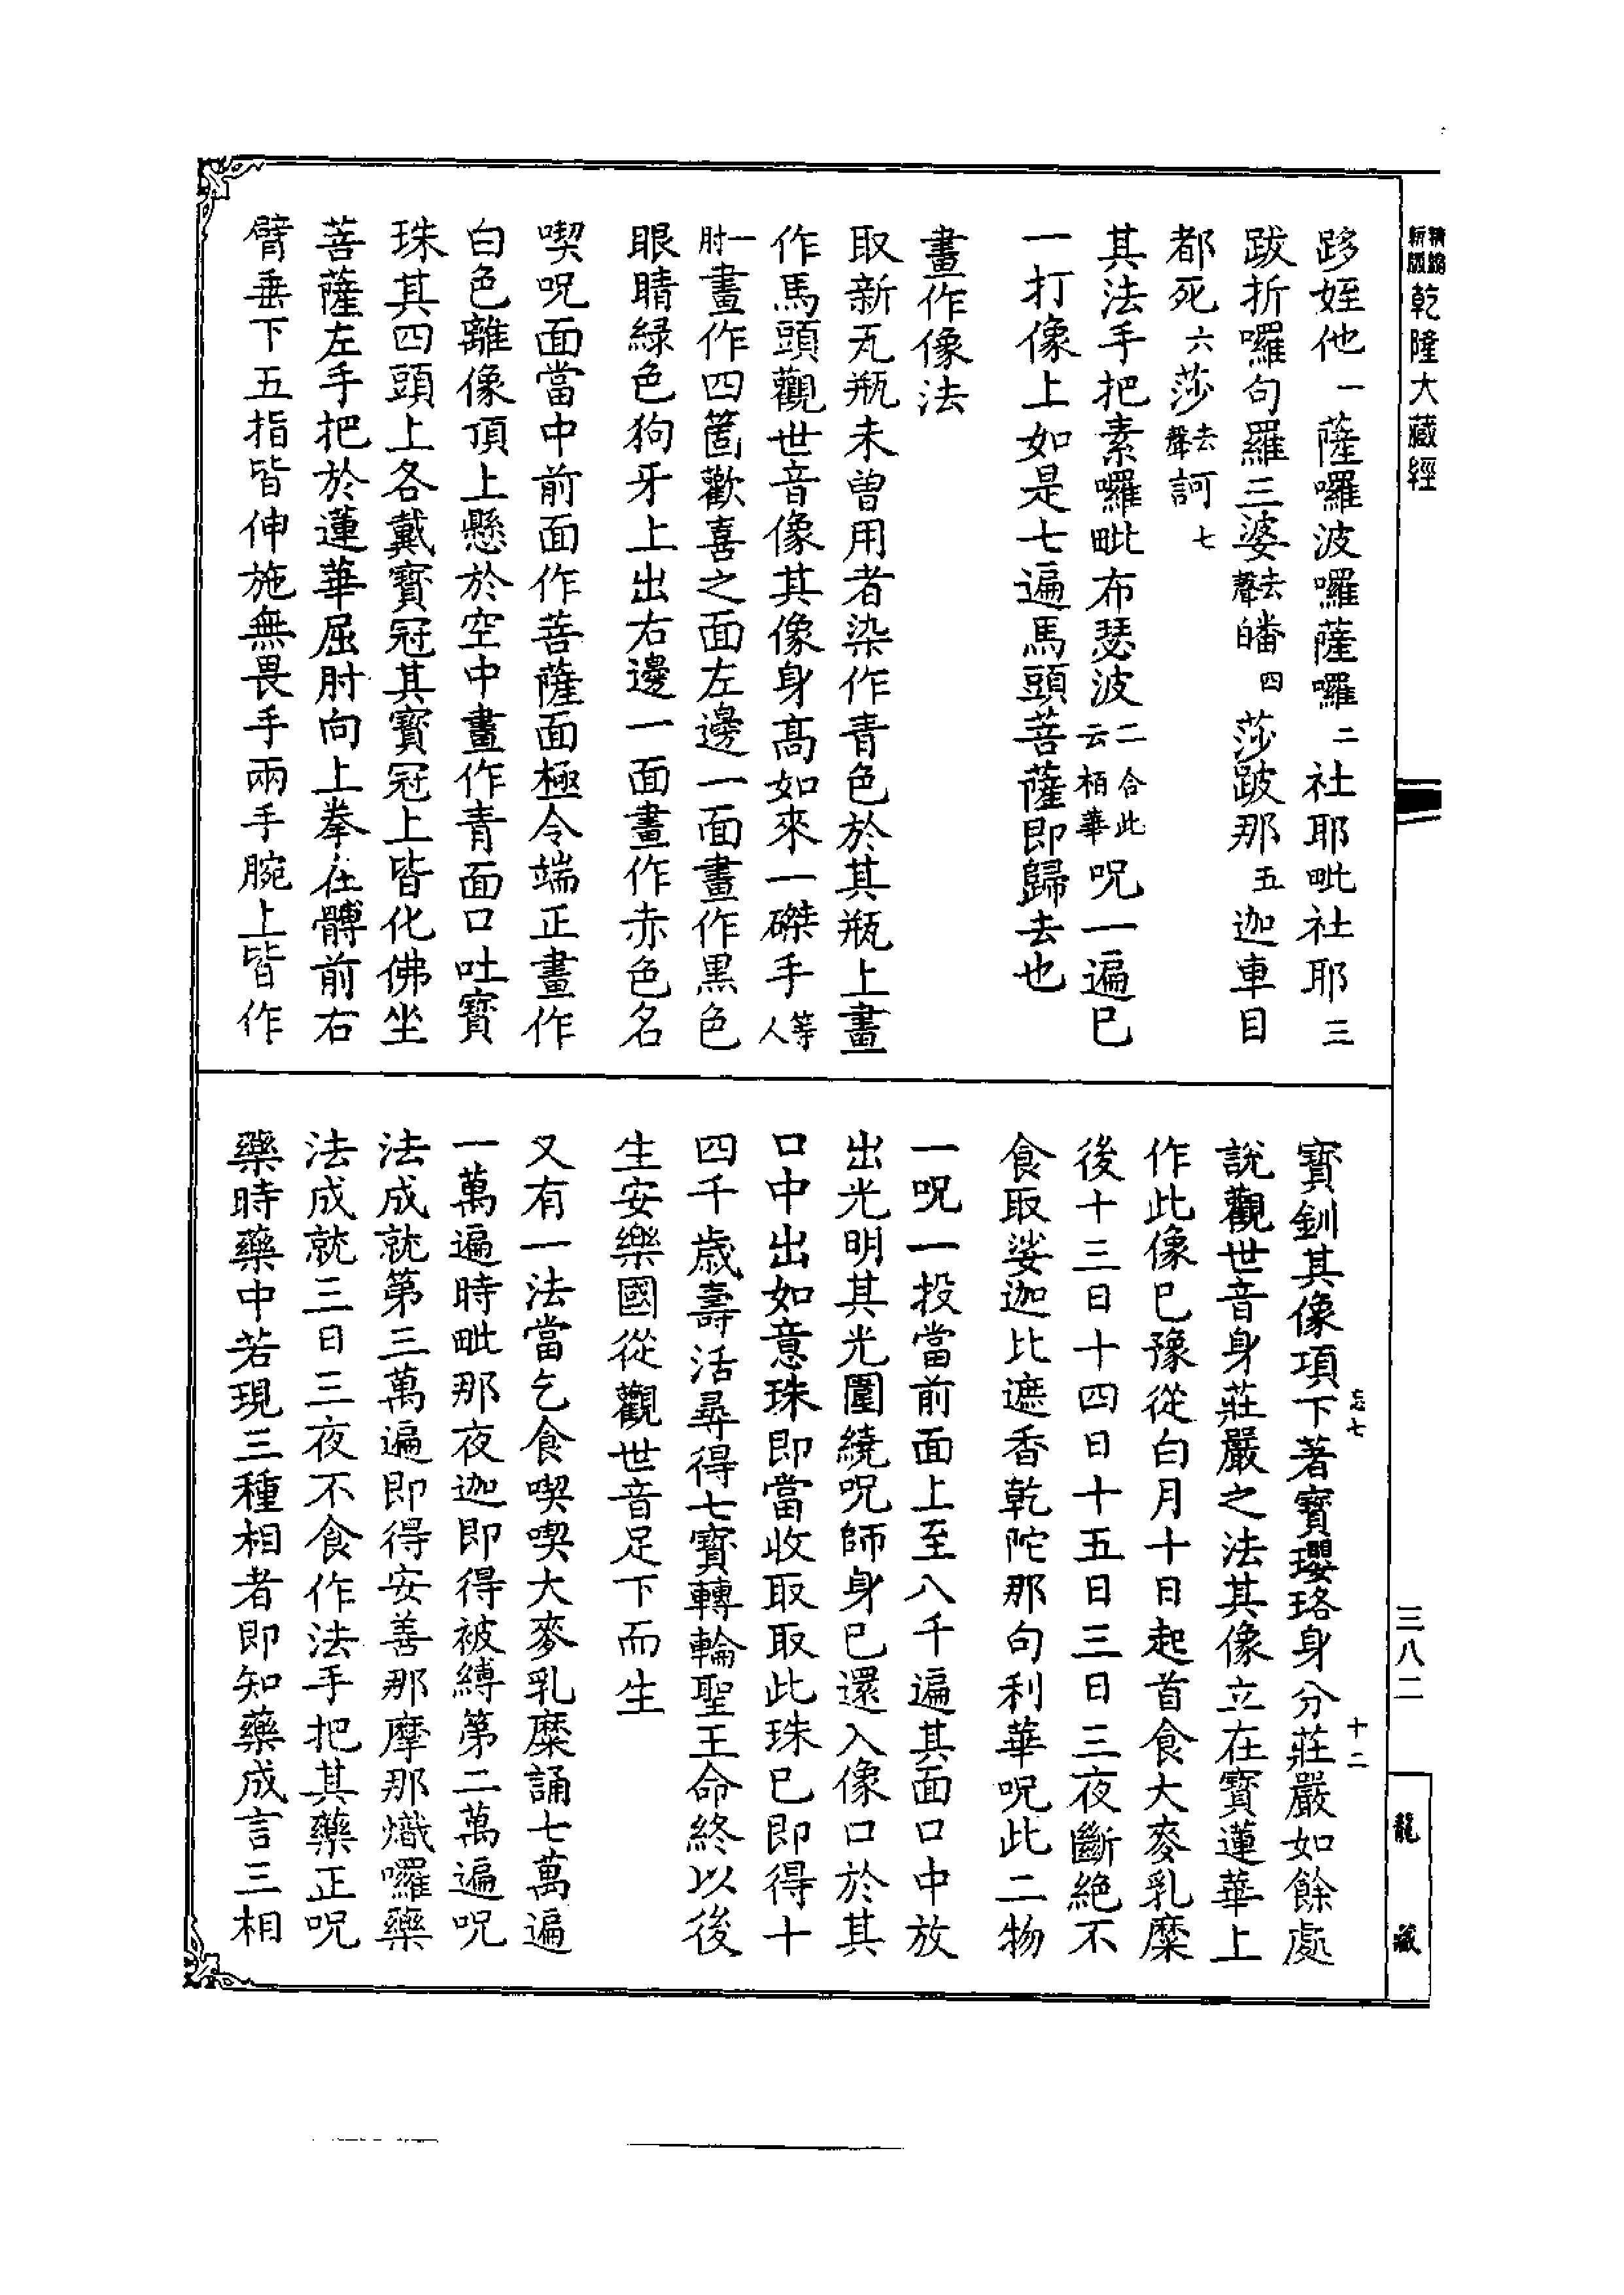 精鐫
新版
乾隆大藏經
跢姪他一薩囉波囉薩囉二社耶毗社耶三
跋折囉句羅三婆去聲皤四莎跛那五迦車目
都死六莎去聲訶七
其法手把素囉毗布瑟波二合此云栢華呪一遍已
一打像上如是七遍馬頭菩薩即歸去也
畫作像法
取新瓦瓶未曾用者染作青色於其瓶上畫
作馬頭觀世音像其像身高如來一磔手等人
一肘畫作四箇歡喜之面左邊一面畫作黑色
眼睛綠色狗牙上出右邊一面畫作赤色名
喫呪面當中前面作菩薩面極令端正畫作
白色離像頂上懸於空中畫作青面口吐寶
珠其四頭上各戴寶冠其寶冠上皆化佛坐
菩薩左手把於蓮華屈肘向上拳在髆前右
臂垂下五指皆伸施無畏手兩手腕上皆作
寶釧其像項下著寶瓔珞身分莊嚴如餘處
說觀世音身莊嚴之法其像立在寶蓮華上
作此像已豫從白月十日起首食大麥乳糜
後十三日十四日十五日三日三夜斷絕不
食取娑迦比遮香乾陀那句利華呪此二物
一呪一投當前面上至八千遍其面口中放
出光明其光圍繞呪師身已還入像口於其
口中出如意珠即當收取取此珠已即得十
四千歲壽活尋得七寶轉輪聖王命終以後
生安樂國從觀世音足下而生
又有一法當乞食喫喫大麥乳糜誦七萬遍
一萬遍時毗那夜迦即得被縛第二萬遍呪
法成就第三萬遍即得安善那摩那熾囉藥
法成就三日三夜不食作法手把其藥正呪
藥時藥中若現三種相者即知藥成言三相
忘七
十二
三八二
龍藏